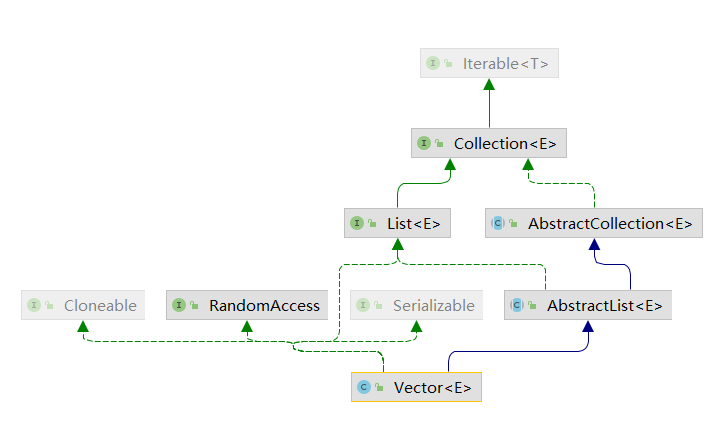 Iterable<T>
Collection<E>
List<E>
AbstractCollection<E>
Cloneable
RandomAccess
Serializable
AbstractList<E>
Vector<E>